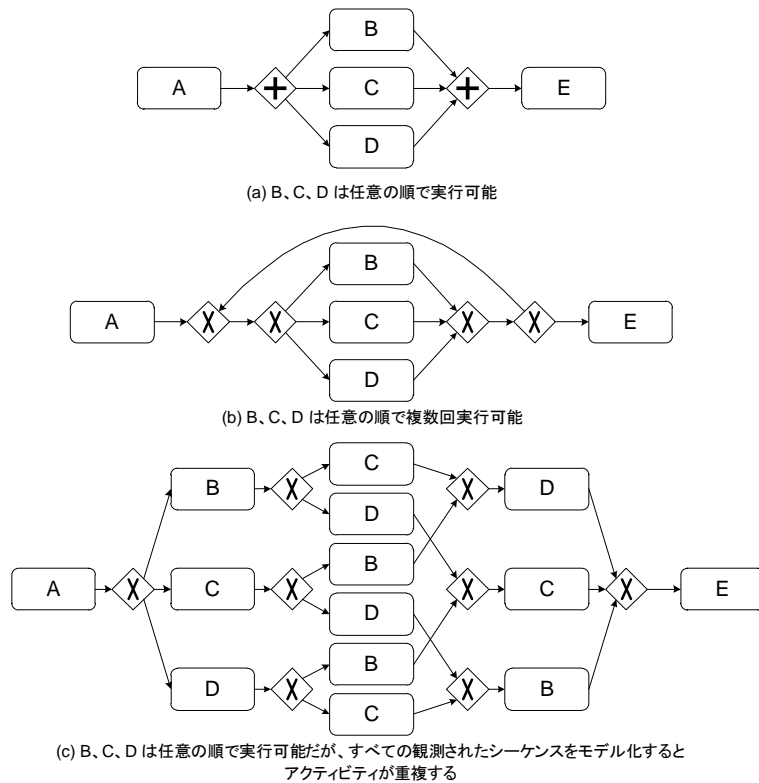 B
A
C
E
D
(a) B、C、D は任意の順で実行可能
B
A
C
E
D
(b) B、C、D は任意の順で複数回実行可能
C
B
D
D
B
A
C
C
E
D
B
D
B
C
(c) B、C、D は任意の順で実行可能だが、すべての観測されたシーケンスをモデル化すると
アクティビティが重複する